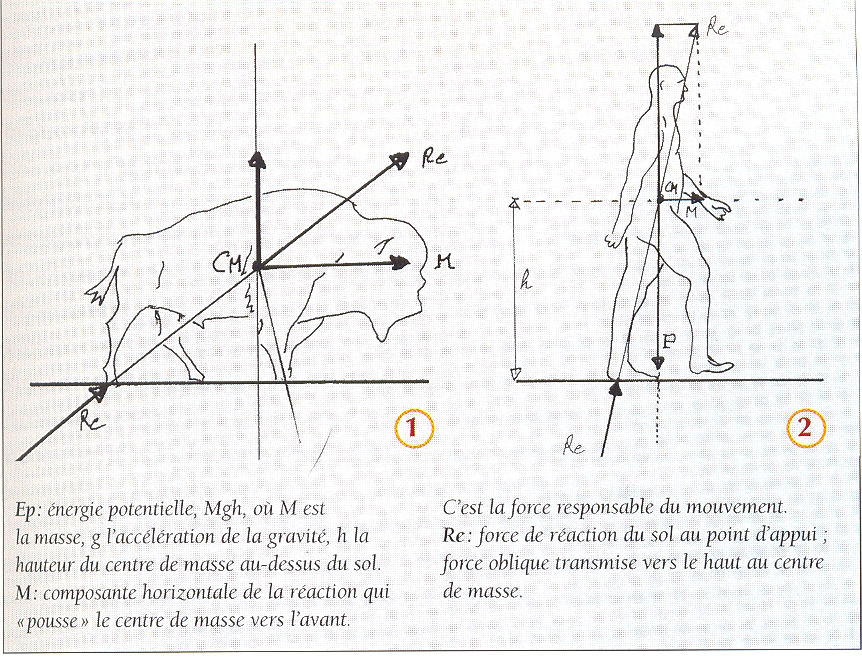 Re
CM
M
Re
1
Re
CM
M
h
P
Re
2
Ep : énergie potentielle, Mgh, où M est
la masse, g l'accélération de la gravité, h la
hauteur du centre de masse au-dessus du sol.
M : composante horizontale de la réaction qui
«pousse» le centre de masse vers l'avant.
C'est la force responsable du mouvement.
Re : force de réaction du sol au point d'appui ;
force oblique transmise vers le haut au centre
de masse.